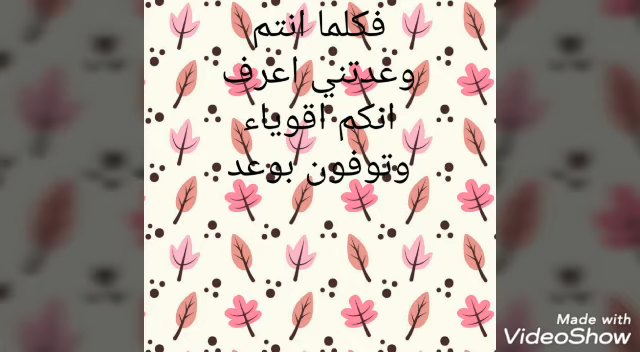 فكلما انتم
وعدتني اعرف
انكم اقوياء
وتوفون بوعد
Made with
VideoShow